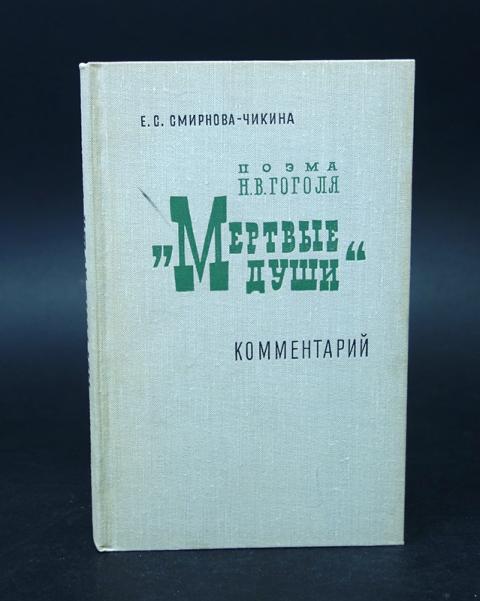 Е. С. СМИРНОВА-ЧИКИНА
ПОЭМА
Н.В.ГОГОЛЯ
„МЕРТВЫЕ
ДУШИ“
КОММЕНТАРИЙ